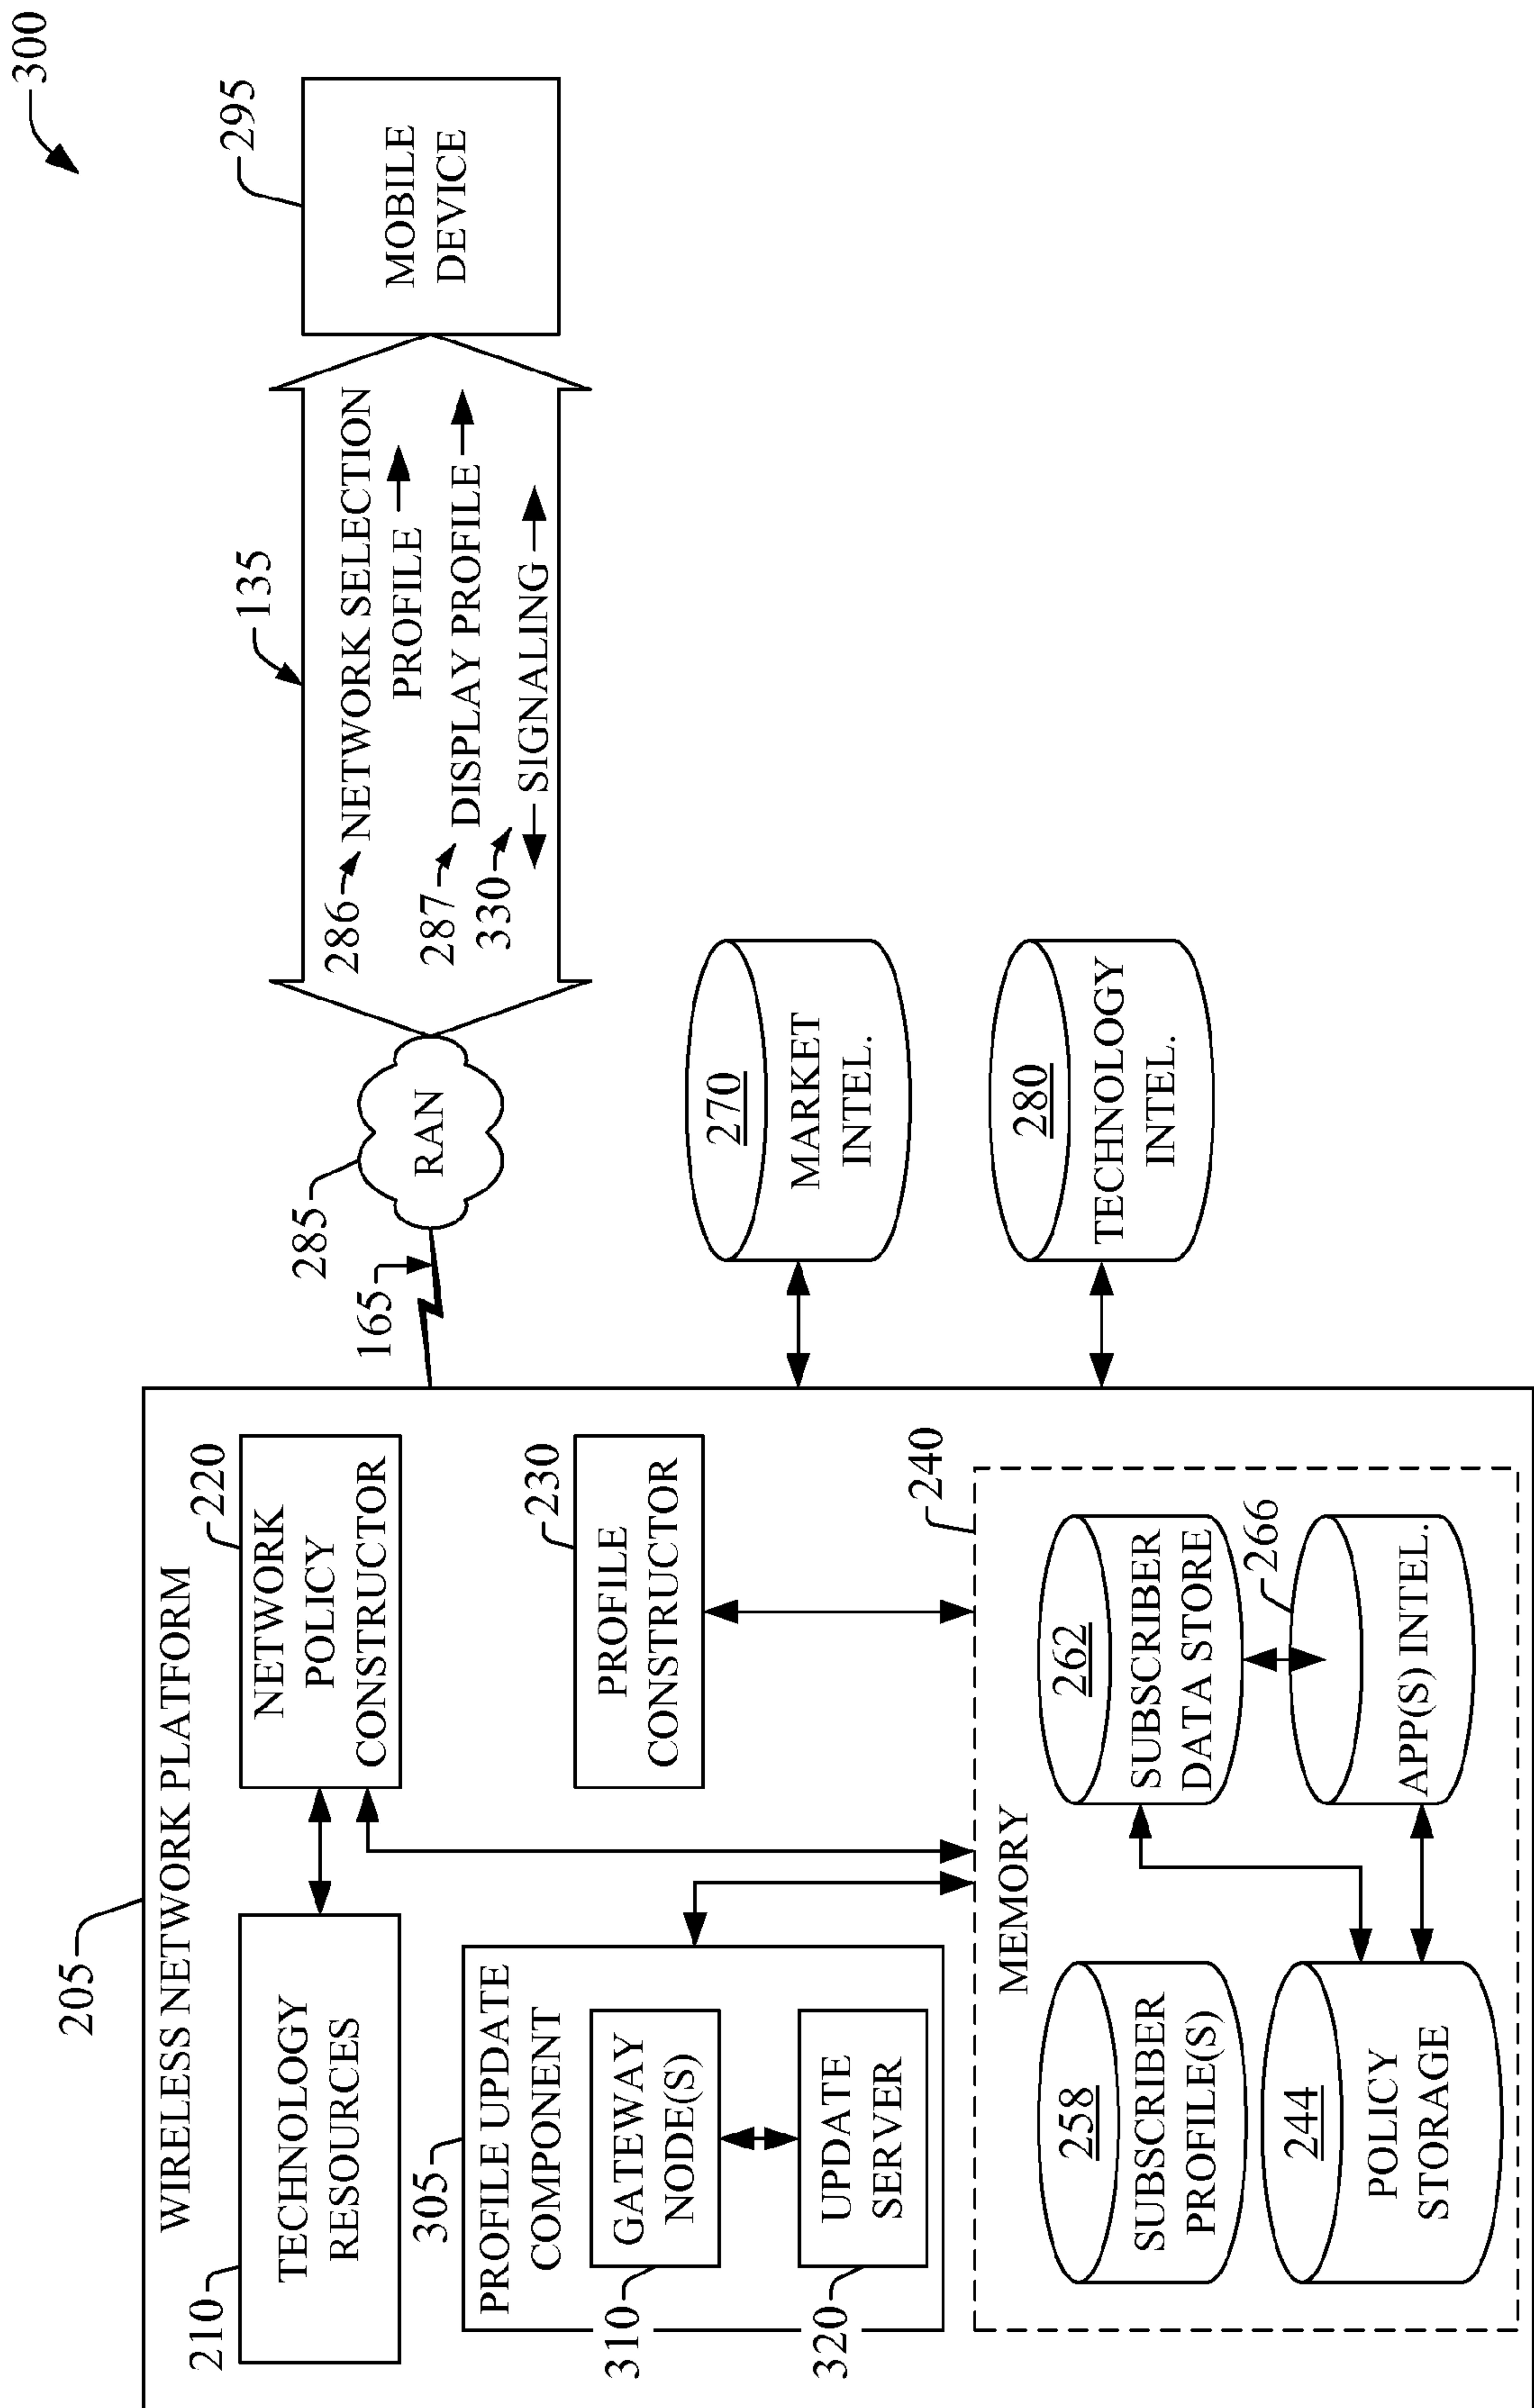 300
205
WIRELESS NETWORK PLATFORM
210
TECHNOLOGY
RESOURCES
220
NETWORK
POLICY
CONSTRUCTOR
305
PROFILE UPDATE
COMPONENT
310
GATEWAY
NODE(S)
320
UPDATE
SERVER
230
PROFILE
CONSTRUCTOR
240
MEMORY
258
SUBSCRIBER
PROFILE(S)
262
SUBSCRIBER
DATA STORE
244
POLICY
STORAGE
266
APP(S) INTEL.
165
285
RAN
135
286
NETWORK SELECTION
PROFILE
287
DISPLAY PROFILE
330
SIGNALING
295
MOBILE
DEVICE
270
MARKET
INTEL.
280
TECHNOLOGY
INTEL.